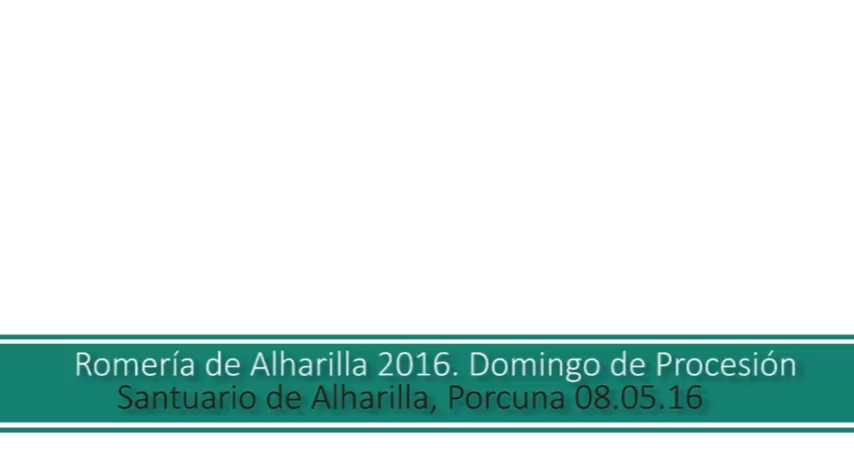 Romería de Alharilla 2016. Domingo de Procesión
Santuario de Alharilla, Porcuna 08.05.16